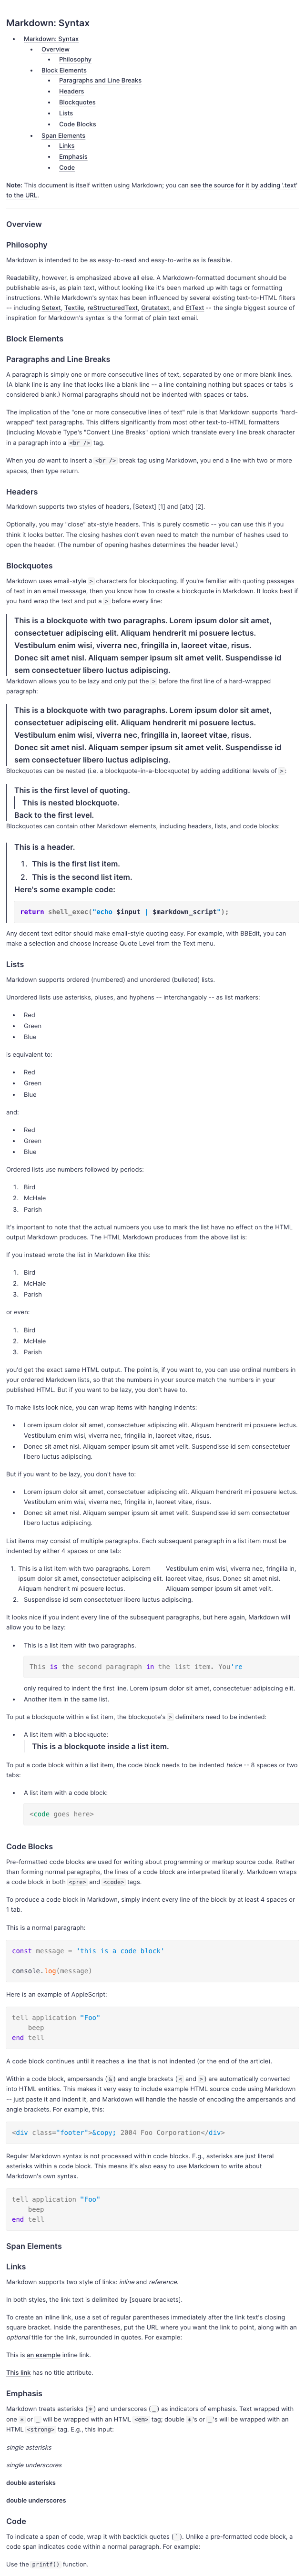 Markdown: Syntax
• Markdown: Syntax
• Overview
• Philosophy
• Block Elements
• Paragraphs and Line Breaks
• Headers
• Blockquotes
• Lists
• Code Blocks
• Span Elements
• Links
• Emphasis
• Code
Note: This document is itself written using Markdown; you can see the source for it by adding '.text'
to the URL.
Overview
Philosophy
Markdown is intended to be as easy-to-read and easy-to-write as is feasible.
Readability, however, is emphasized above all else. A Markdown-formatted document should be
publishable as-is, as plain text, without looking like it's been marked up with tags or formatting
instructions. While Markdown's syntax has been influenced by several existing text-to-HTML filters
-- including Setext, Textile, reStructuredText, Grutatext, and EtText -- the single biggest source of
inspiration for Markdown's syntax is the format of plain text email.
Block Elements
Paragraphs and Line Breaks
A paragraph is simply one or more consecutive lines of text, separated by one or more blank lines.
(A blank line is any line that looks like a blank line -- a line containing nothing but spaces or tabs is
considered blank.) Normal paragraphs should not be indented with spaces or tabs.
The implication of the "one or more consecutive lines of text" rule is that Markdown supports "hard-
wrapped" text paragraphs. This differs significantly from most other text-to-HTML formatters
(including Movable Type's "Convert Line Breaks" option) which translate every line break character
in a paragraph into a <br /> tag.
When you do want to insert a <br /> break tag using Markdown, you end a line with two or more
spaces, then type return.
Headers
Markdown supports two styles of headers, [Setext] [1] and [atx] [2].
Optionally, you may "close" atx-style headers. This is purely cosmetic -- you can use this if you
think it looks better. The closing hashes don't even need to match the number of hashes used to
open the header. (The number of opening hashes determines the header level.)
Blockquotes
Markdown uses email-style > characters for blockquoting. If you're familiar with quoting passages
of text in an email message, then you know how to create a blockquote in Markdown. It looks best if
you hard wrap the text and put a > before every line:
This is a blockquote with two paragraphs. Lorem ipsum dolor sit amet,
consectetuer adipiscing elit. Aliquam hendrerit mi posuere lectus.
Vestibulum enim wisi, viverra nec, fringilla in, laoreet vitae, risus.
Donec sit amet nisl. Aliquam semper ipsum sit amet velit. Suspendisse id
sem consectetuer libero luctus adipiscing.
Markdown allows you to be lazy and only put the > before the first line of a hard-wrapped
paragraph:
This is a blockquote with two paragraphs. Lorem ipsum dolor sit amet,
consectetuer adipiscing elit. Aliquam hendrerit mi posuere lectus.
Vestibulum enim wisi, viverra nec, fringilla in, laoreet vitae, risus.
Donec sit amet nisl. Aliquam semper ipsum sit amet velit. Suspendisse id
sem consectetuer libero luctus adipiscing.
Blockquotes can be nested (i.e. a blockquote-in-a-blockquote) by adding additional levels of >:
This is the first level of quoting.
This is nested blockquote.
Back to the first level.
Blockquotes can contain other Markdown elements, including headers, lists, and code blocks:
This is a header.
1. This is the first list item.
2. This is the second list item.
Here's some example code:
return shell_exec("echo $input | $markdown_script");
Any decent text editor should make email-style quoting easy. For example, with BBEdit, you can
make a selection and choose Increase Quote Level from the Text menu.
Lists
Markdown supports ordered (numbered) and unordered (bulleted) lists.
Unordered lists use asterisks, pluses, and hyphens -- interchangably -- as list markers:
• Red
• Green
• Blue
is equivalent to:
• Red
• Green
• Blue
and:
• Red
• Green
• Blue
Ordered lists use numbers followed by periods:
1. Bird
2. McHale
3. Parish
It's important to note that the actual numbers you use to mark the list have no effect on the HTML
output Markdown produces. The HTML Markdown produces from the above list is:
If you instead wrote the list in Markdown like this:
1. Bird
2. McHale
3. Parish
or even:
1. Bird
2. McHale
3. Parish
you'd get the exact same HTML output. The point is, if you want to, you can use ordinal numbers in
your ordered Markdown lists, so that the numbers in your source match the numbers in your
published HTML. But if you want to be lazy, you don't have to.
To make lists look nice, you can wrap items with hanging indents:
• Lorem ipsum dolor sit amet, consectetuer adipiscing elit. Aliquam hendrerit mi posuere lectus.
Vestibulum enim wisi, viverra nec, fringilla in, laoreet vitae, risus.
• Donec sit amet nisl. Aliquam semper ipsum sit amet velit. Suspendisse id sem consectetuer
libero luctus adipiscing.
But if you want to be lazy, you don't have to:
• Lorem ipsum dolor sit amet, consectetuer adipiscing elit. Aliquam hendrerit mi posuere lectus.
Vestibulum enim wisi, viverra nec, fringilla in, laoreet vitae, risus.
• Donec sit amet nisl. Aliquam semper ipsum sit amet velit. Suspendisse id sem consectetuer
libero luctus adipiscing.
List items may consist of multiple paragraphs. Each subsequent paragraph in a list item must be
indented by either 4 spaces or one tab:
1. This is a list item with two paragraphs. Lorem
ipsum dolor sit amet, consectetuer adipiscing elit.
Aliquam hendrerit mi posuere lectus.
Vestibulum enim wisi, viverra nec, fringilla in,
laoreet vitae, risus. Donec sit amet nisl.
Aliquam semper ipsum sit amet velit.
2. Suspendisse id sem consectetuer libero luctus adipiscing.
It looks nice if you indent every line of the subsequent paragraphs, but here again, Markdown will
allow you to be lazy:
• This is a list item with two paragraphs.
This is the second paragraph in the list item. You're
only required to indent the first line. Lorem ipsum dolor sit amet, consectetuer adipiscing elit.
• Another item in the same list.
To put a blockquote within a list item, the blockquote's > delimiters need to be indented:
• A list item with a blockquote:
This is a blockquote inside a list item.
To put a code block within a list item, the code block needs to be indented twice -- 8 spaces or two
tabs:
• A list item with a code block:
<code goes here>
Code Blocks
Pre-formatted code blocks are used for writing about programming or markup source code. Rather
than forming normal paragraphs, the lines of a code block are interpreted literally. Markdown wraps
a code block in both <pre> and <code> tags.
To produce a code block in Markdown, simply indent every line of the block by at least 4 spaces or
1 tab.
This is a normal paragraph:
const message = 'this is a code block'
console.log(message)
Here is an example of AppleScript:
tell application "Foo"
beep
end tell
A code block continues until it reaches a line that is not indented (or the end of the article).
Within a code block, ampersands (&) and angle brackets (< and >) are automatically converted
into HTML entities. This makes it very easy to include example HTML source code using Markdown
-- just paste it and indent it, and Markdown will handle the hassle of encoding the ampersands and
angle brackets. For example, this:
<div class="footer">&copy; 2004 Foo Corporation</div>
Regular Markdown syntax is not processed within code blocks. E.g., asterisks are just literal
asterisks within a code block. This means it's also easy to use Markdown to write about
Markdown's own syntax.
tell application "Foo"
beep
end tell
Span Elements
Links
Markdown supports two style of links: inline and reference.
In both styles, the link text is delimited by [square brackets].
To create an inline link, use a set of regular parentheses immediately after the link text's closing
square bracket. Inside the parentheses, put the URL where you want the link to point, along with an
optional title for the link, surrounded in quotes. For example:
This is an example inline link.
This link has no title attribute.
Emphasis
Markdown treats asterisks (*) and underscores (_) as indicators of emphasis. Text wrapped with
one * or _ will be wrapped with an HTML <em> tag; double *'s or _'s will be wrapped with an
HTML <strong> tag. E.g., this input:
single asterisks
single underscores
double asterisks
double underscores
Code
To indicate a span of code, wrap it with backtick quotes (`). Unlike a pre-formatted code block, a
code span indicates code within a normal paragraph. For example:
Use the printf() function.